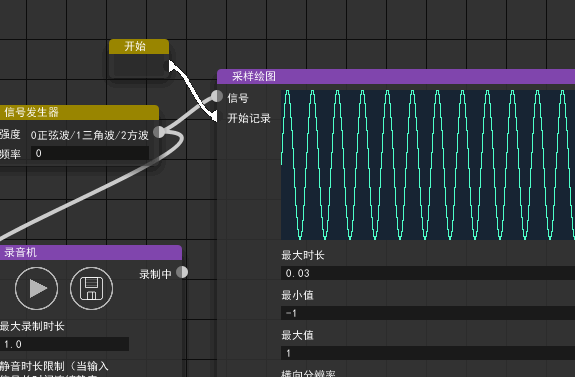 开始
采样绘图
信号
开始记录
信号发生器
强度
0正弦波/1三角波/2方波
频率
0
录音机
录制中
最大录制时长
1.0
静音时长限制（当输入
最大时长
0.03
最小值
-1
最大值
1
横向分辨率